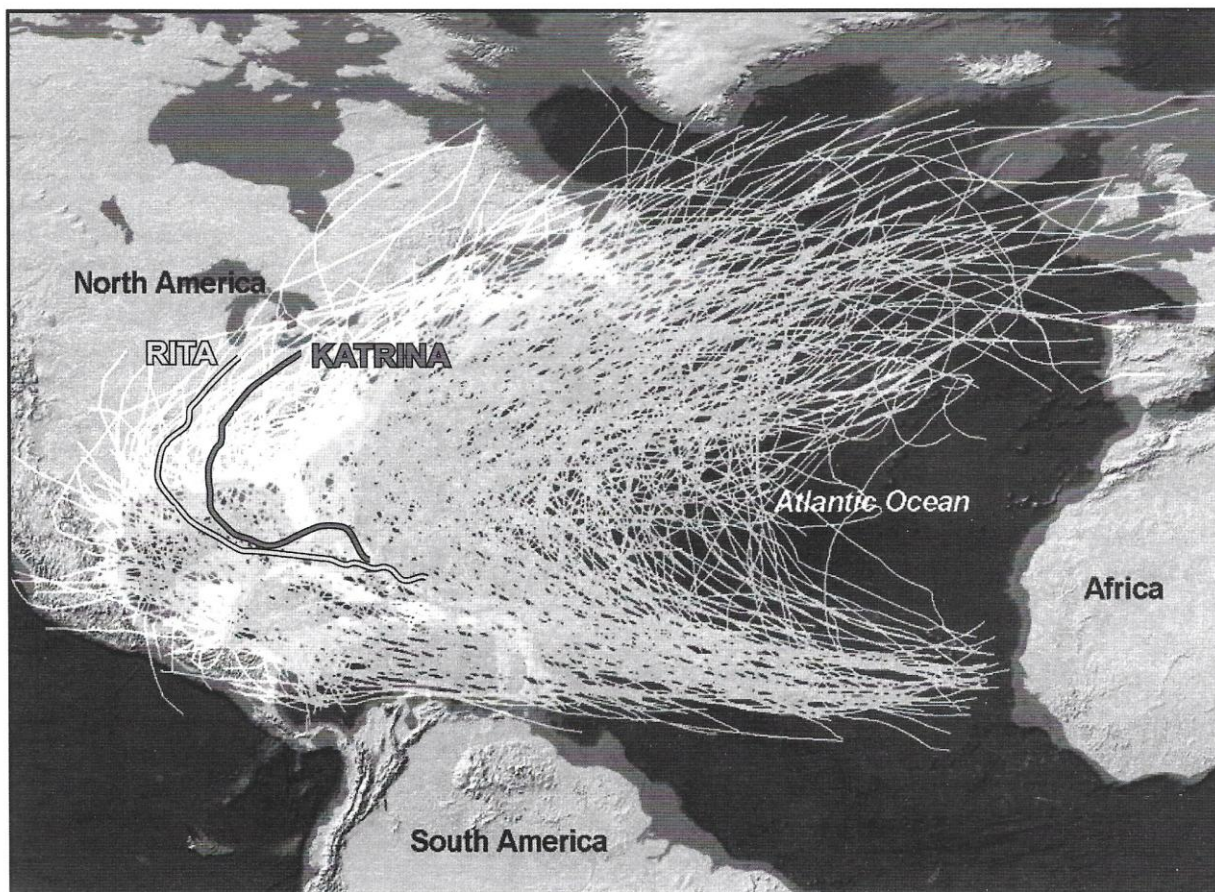 North America
RITA KATRINA
Atlantic Ocean
Africa
South America